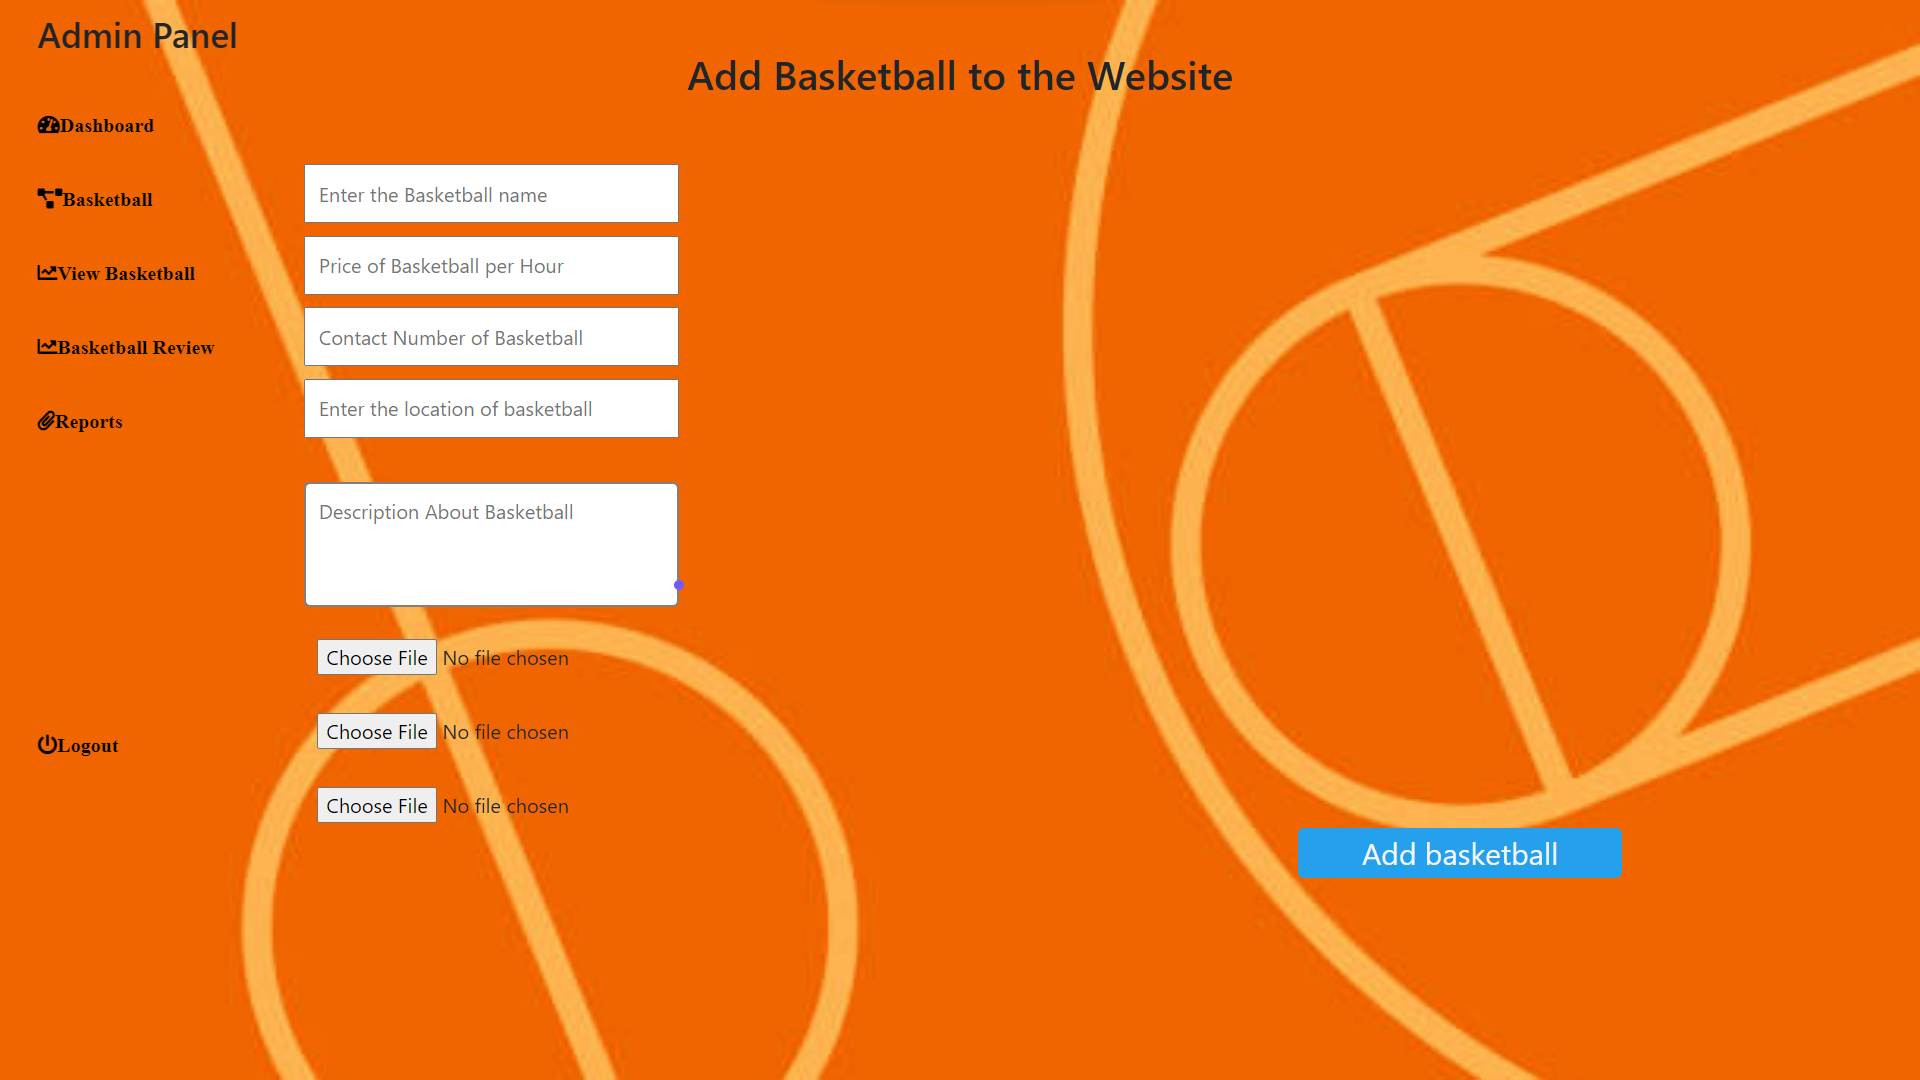 Admin Panel
Add Basketball to the Website
Dashboard
Basketball
View Basketball
Basketball Review
Reports
Logout
Enter the Basketball name
Price of Basketball per Hour
Contact Number of Basketball
Enter the location of basketball
Description About Basketball
Choose File No file chosen
Choose File No file chosen
Choose File No file chosen
Add basketball